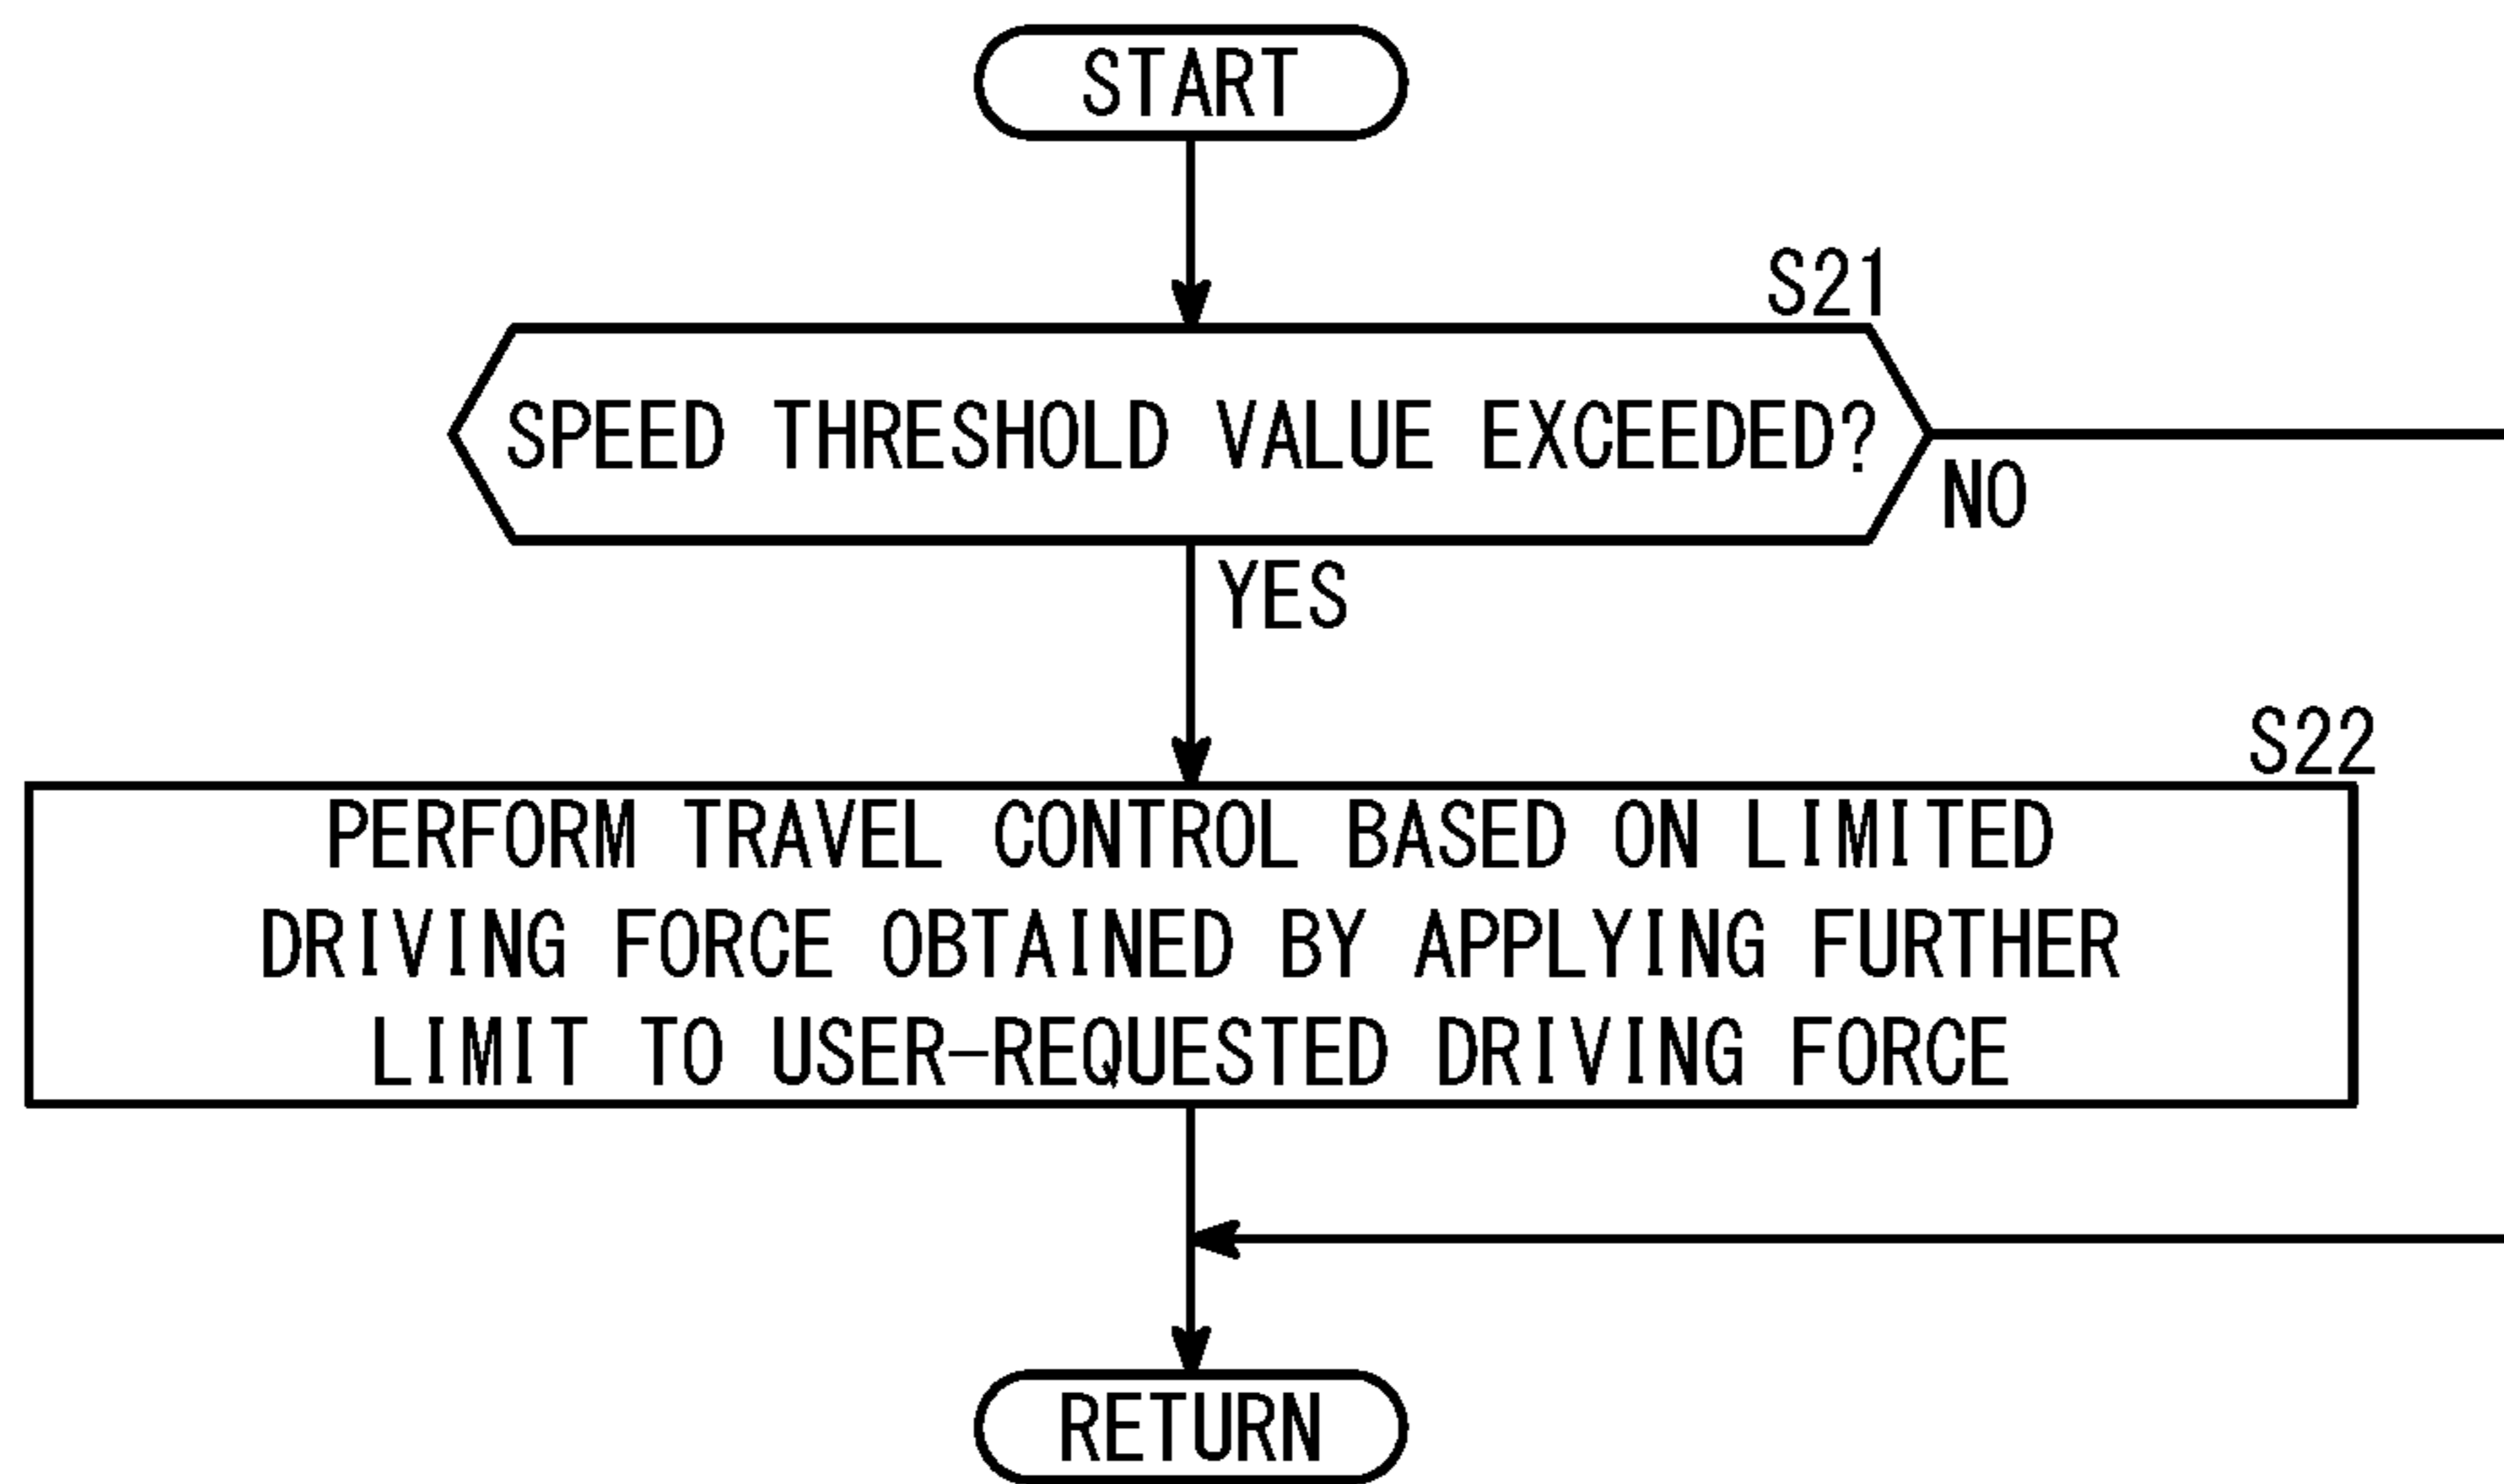 START
S21
SPEED THRESHOLD VALUE EXCEEDED?
NO
YES
S22
PERFORM TRAVEL CONTROL BASED ON LIMITED
DRIVING FORCE OBTAINED BY APPLYING FURTHER
LIMIT TO USER-REQUESTED DRIVING FORCE
RETURN